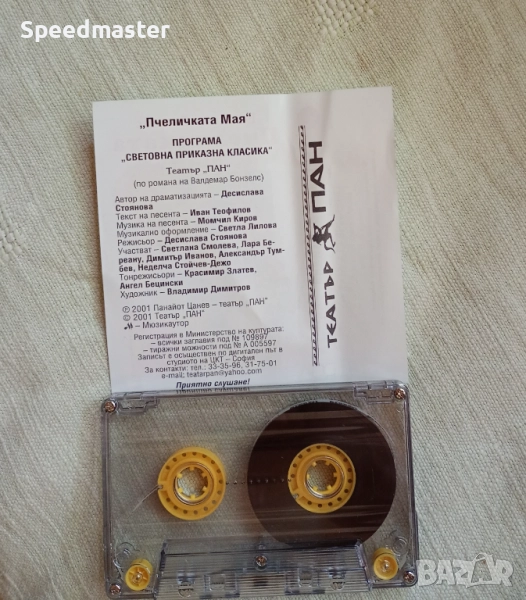 Speedmaster
„Пчеличката Мая“
ПРОГРАМА
„СВЕТОВНА ПРИКАЗНА КЛАСИКА“
Театър „ПАН“
(по романа на Валдемар Бонзелс)
Автор на драматизацията – Десислава
Стоянова
Текст на песента – Иван Теофилов
Музика на песента – Момчил Киров
Музикално оформление – Светла Лилова
Режисьор – Десислава Стоянова
Участват – Светлана Смолева, Лара Бе-
реану, Димитър Иванов, Александър Тум-
бев, Неделча Стойчев-Дежо
Тонрежисьори – Красимир Златев,
Ангел Бецински
Художник – Владимир Димитров
℗ 2001 Панайот Цанев – театър „ПАН“
© 2001 Театър „ПАН“
– Мюзикаутор
Регистрация в Министерство на културата:
– всички заглавия под № 109897
– тиражни можности под № А 005597
Записът е осъществен по дигитален път в
студиото на ЦКТ – София
За контакти: тел.: 33-35-96, 31-75-01
e-mail: teatarpan@yahoo.com
Приятно слушане!
ТЕАТЪР ПАН
BAZAR